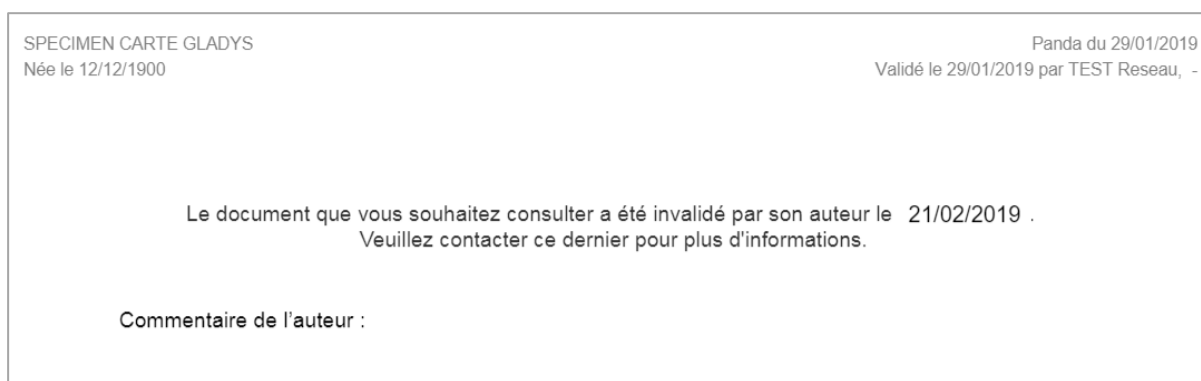 SPECIMEN CARTE GLADYS
Panda du 29/01/2019
Née le 12/12/1900
Validé le 29/01/2019 par TEST Reseau, -
Le document que vous souhaitez consulter a été invalidé par son auteur le 21/02/2019 .
Veuillez contacter ce dernier pour plus d'informations.
Commentaire de l'auteur :